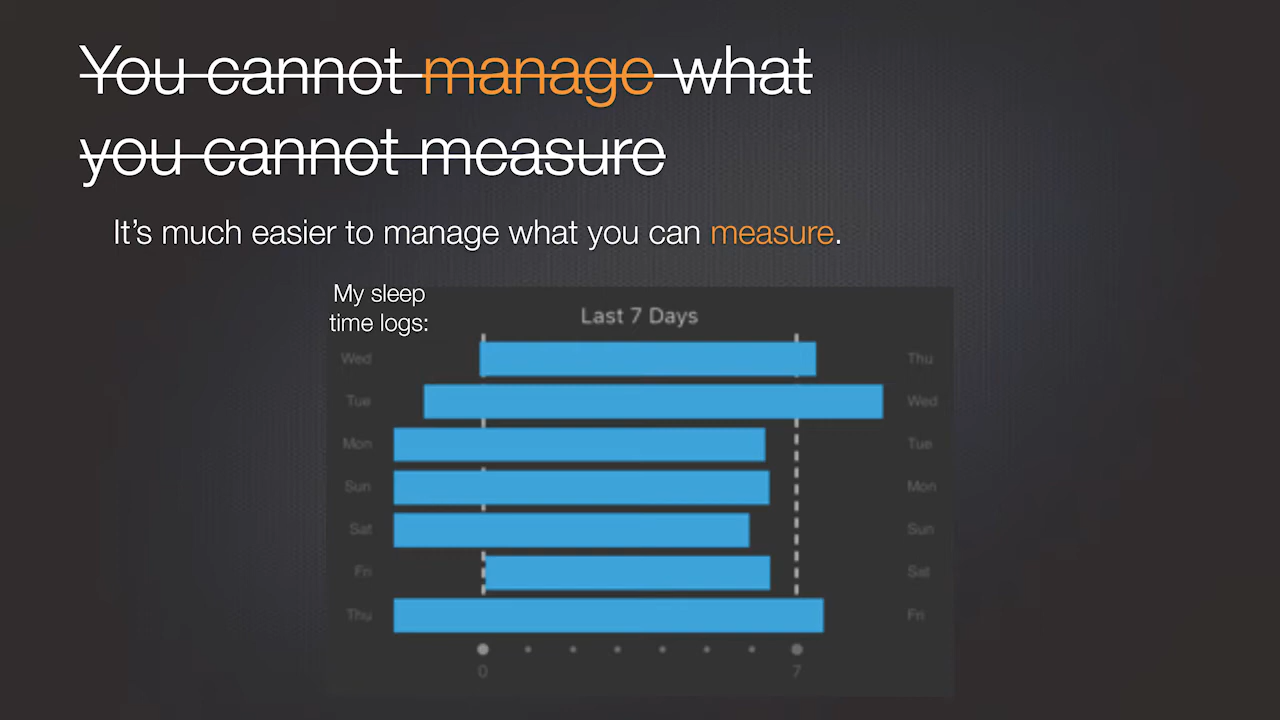 You cannot manage what
you cannot measure
It's much easier to manage what you can measure.
My sleep
time logs:
Last 7 Days
Wed Thu
Tue Wed
Mon Tue
Sun Mon
Sat Sun
Fri Sat
Thu Fri
0 7